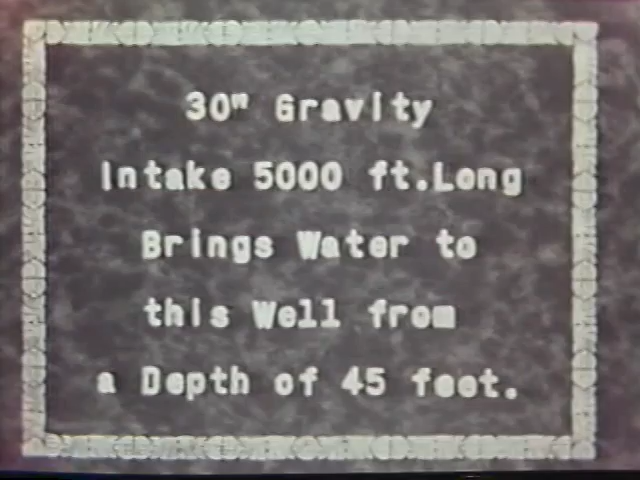 30" Gravity
Intake 5000 ft.Long
Brings Water to
this Well from
a Depth of 45 feet.